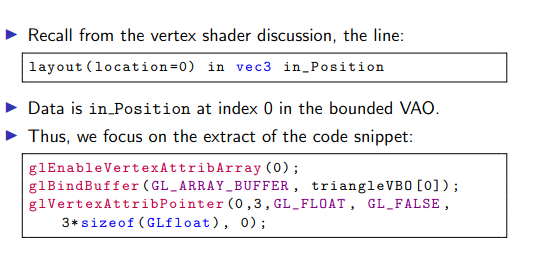 Recall from the vertex shader discussion, the line:
layout(location=0) in vec3 in_Position
Data is in_Position at index 0 in the bounded VAO.
Thus, we focus on the extract of the code snippet:
glEnableVertexAttribArray(0);
glBindBuffer(GL_ARRAY_BUFFER, triangleVBO[0]);
glVertexAttribPointer(0,3,GL_FLOAT, GL_FALSE,
3*sizeof(GLfloat), 0);